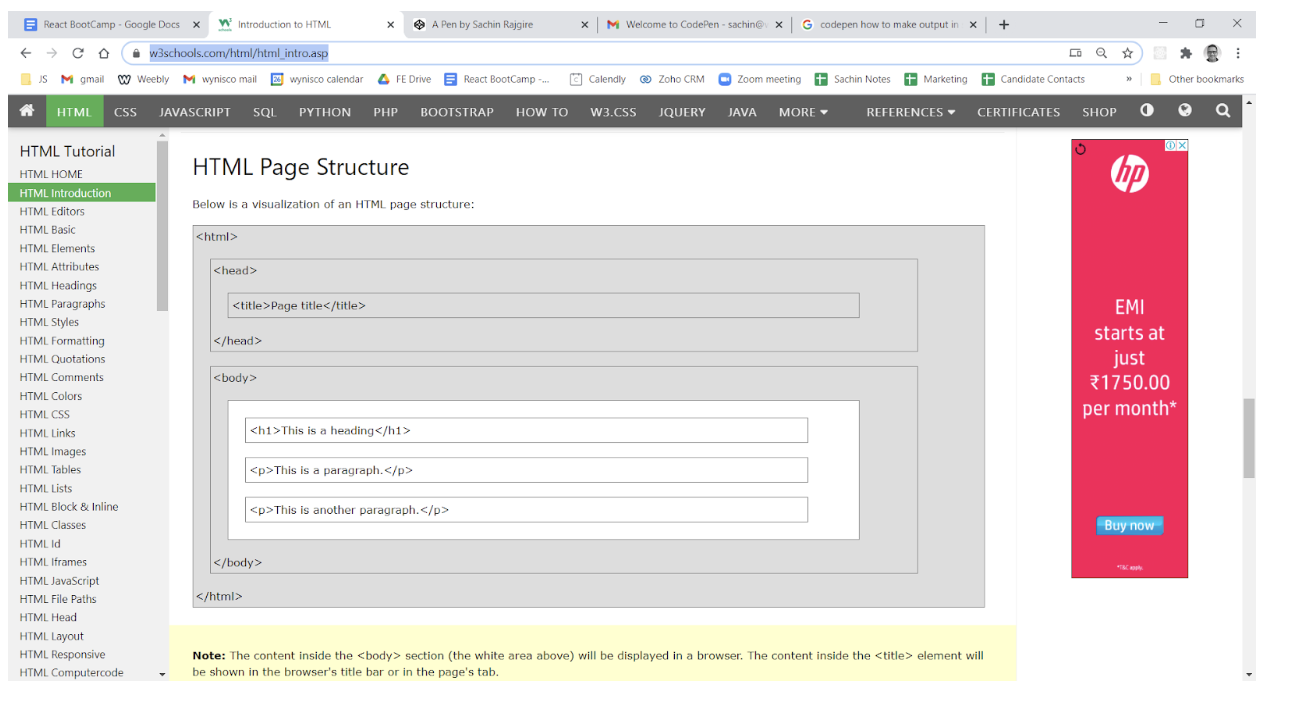 React BootCamp - Google Docs
Introduction to HTML
A Pen by Sachin Rajgire
Welcome to CodePen - sachin@
codepen how to make output in
w3schools.com/html/html_intro.asp
JS gmail Weebly wynisco mail wynisco calendar FE Drive React BootCamp -... Calendly Zoho CRM Zoom meeting Sachin Notes Marketing Candidate Contacts » Other bookmarks
HTML CSS JAVASCRIPT SQL PYTHON PHP BOOTSTRAP HOW TO W3.CSS JQUERY JAVA MORE REFERENCES CERTIFICATES SHOP
HTML Tutorial
HTML HOME
HTML Introduction
HTML Editors
HTML Basic
HTML Elements
HTML Attributes
HTML Headings
HTML Paragraphs
HTML Styles
HTML Formatting
HTML Quotations
HTML Comments
HTML Colors
HTML CSS
HTML Links
HTML Images
HTML Tables
HTML Lists
HTML Block & Inline
HTML Classes
HTML Id
HTML Iframes
HTML JavaScript
HTML File Paths
HTML Head
HTML Layout
HTML Responsive
HTML Computercode
HTML Page Structure
Below is a visualization of an HTML page structure:
<html>
<head>
<title>Page title</title>
</head>
<body>
<h1>This is a heading</h1>
<p>This is a paragraph.</p>
<p>This is another paragraph.</p>
</body>
</html>
Note: The content inside the <body> section (the white area above) will be displayed in a browser. The content inside the <title> element will
be shown in the browser's title bar or in the page's tab.
hp
EMI
starts at
just
₹1750.00
per month*
Buy now
*T&C apply